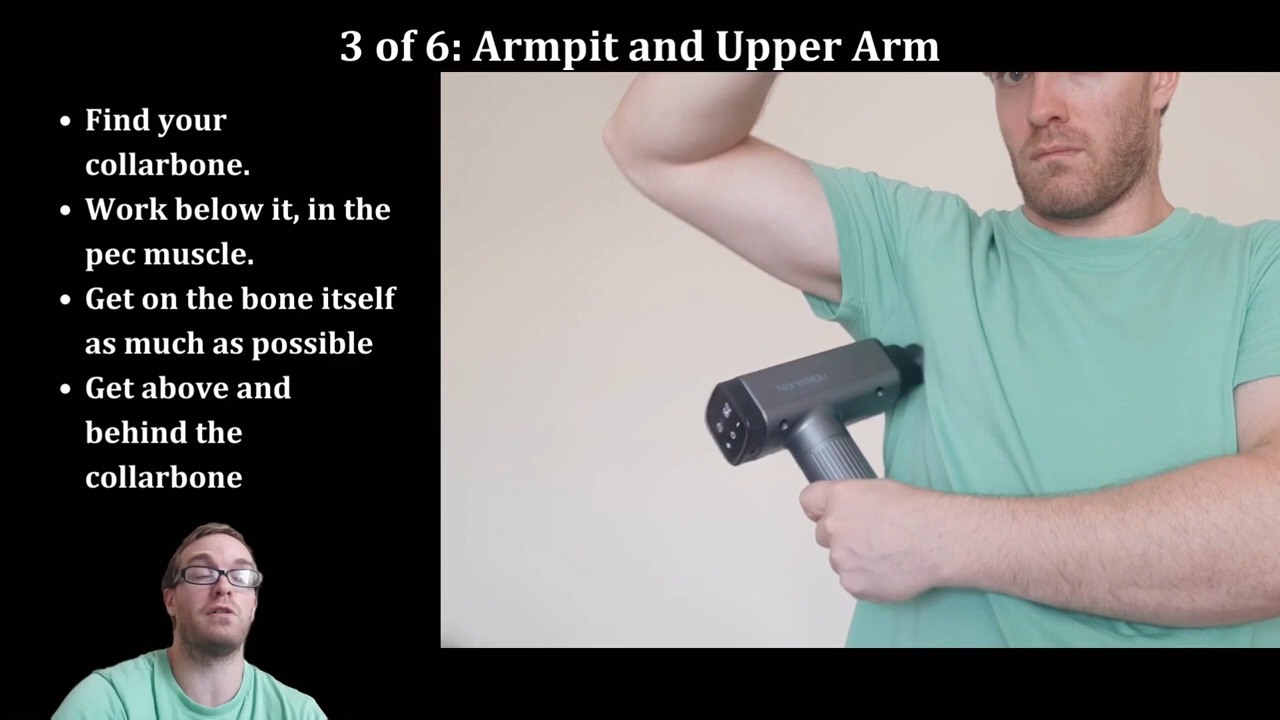 3 of 6: Armpit and Upper Arm
• Find your
collarbone.
• Work below it, in the
pec muscle.
• Get on the bone itself
as much as possible
• Get above and
behind the
collarbone